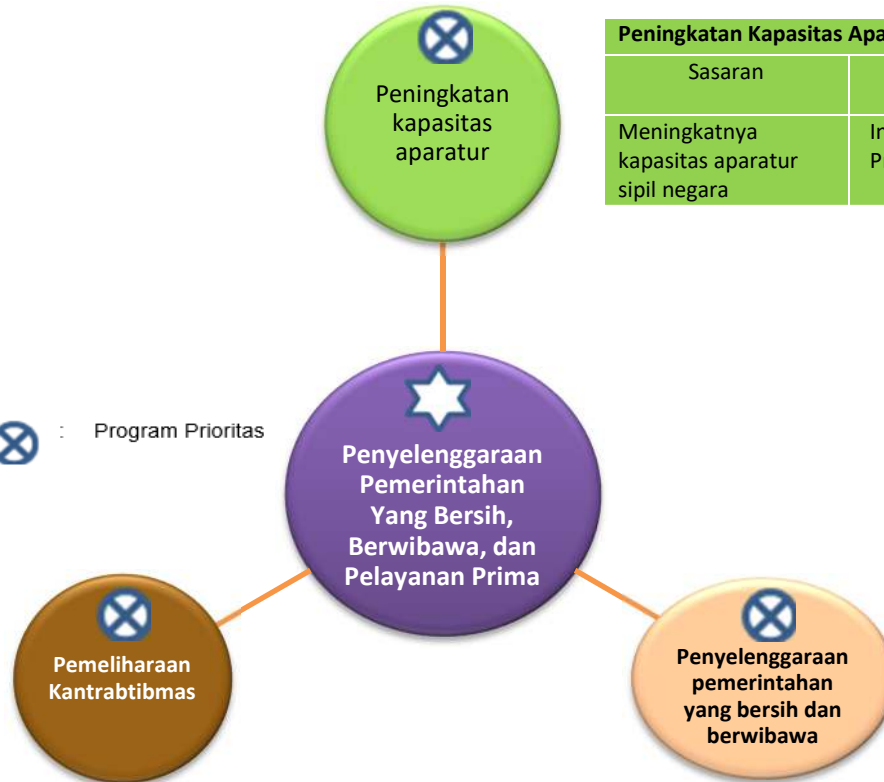 Peningkatan
kapasitas
aparatur
Peningkatan Kapasitas
Sasaran
Meningkatnya
kapasitas aparatur
sipil negara
: Program Prioritas
Penyelenggaraan
Pemerintahan
Yang Bersih,
Berwibawa, dan
Pelayanan Prima
Pemeliharaan
Kantrabtibmas
Penyelenggaraan
pemerintahan
yang bersih dan
berwibawa